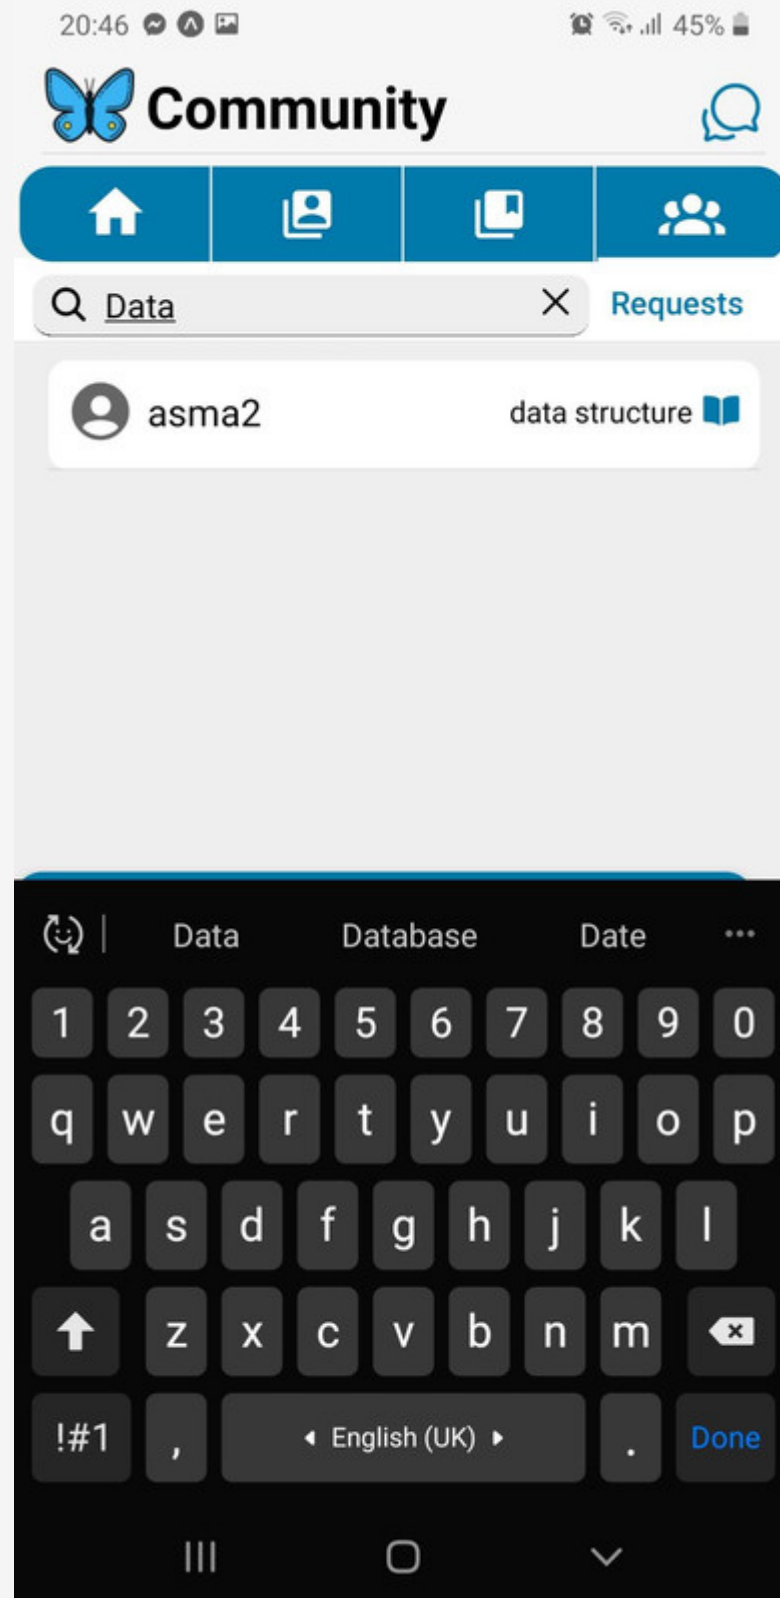 20:46 45%
Community
Data Requests
asma2 data structure
Data Database Date
1 2 3 4 5 6 7 8 9 0
q w e r t y u i o p
a s d f g h j k l
z x c v b n m
!#1 , English (UK) . Done